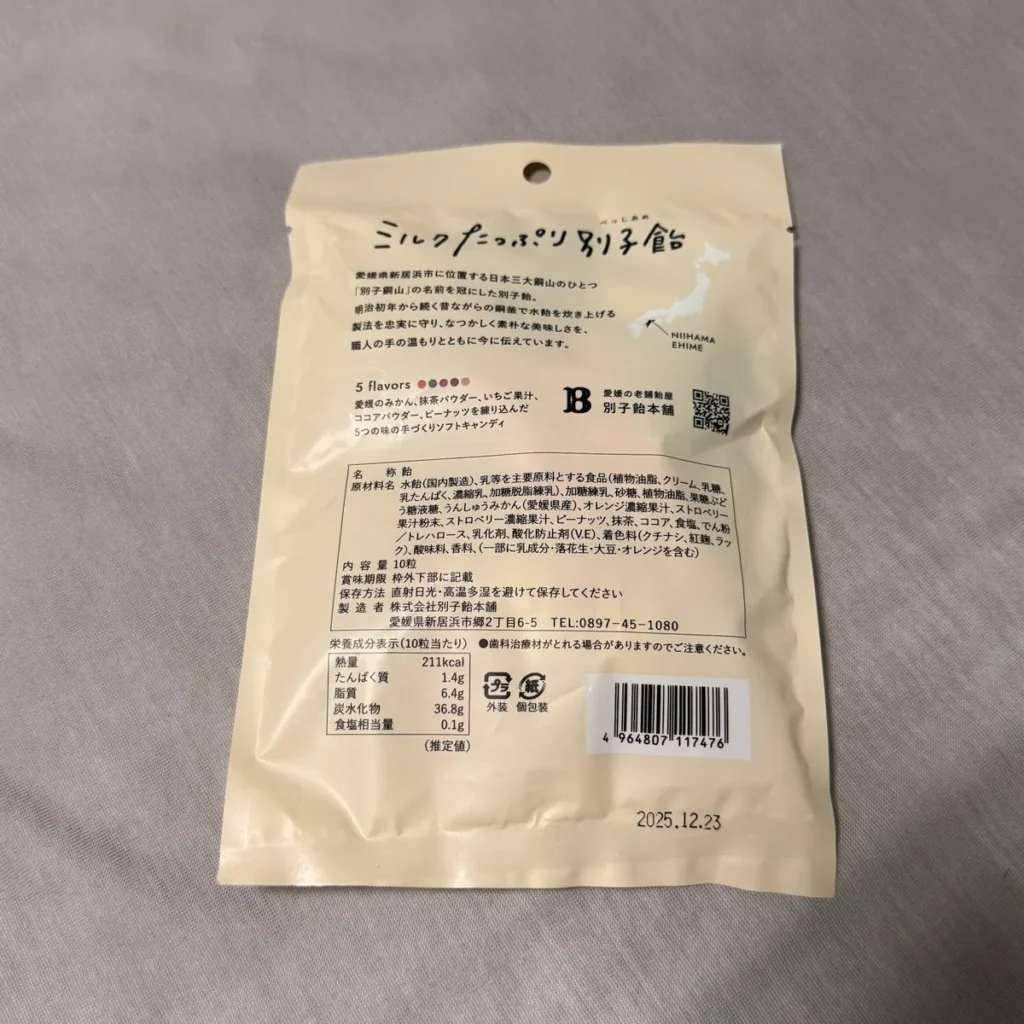 べっしあめ
ミルクたっぷり別子飴
愛媛県新居浜市に位置する日本三大銅山のひとつ
「別子銅山」の名前を冠にした別子飴。
明治初年から続く昔ながらの銅釜で水飴を炊き上げる
製法を忠実に守り、なつかしく素朴な美味しさを、
職人の手の温もりとともに今に伝えています。
NIIHAMA
EHIME
5 flavors
愛媛のみかん、抹茶パウダー、いちご果汁、
ココアパウダー、ピーナッツを練り込んだ
5つの味の手づくりソフトキャンディ
B
愛媛の老舗飴屋
別子飴本舗
名称 飴
原材料名 水飴(国内製造)、乳等を主要原料とする食品(植物油脂、クリーム、乳糖、
乳たんぱく、濃縮乳、加糖脱脂練乳)、加糖練乳、砂糖、植物油脂、果糖ぶど
う糖液糖、うんしゅうみかん(愛媛県産)、オレンジ濃縮果汁、ストロベリー
果汁粉末、ストロベリー濃縮果汁、ピーナッツ、抹茶、ココア、食塩、でん粉
/トレハロース、乳化剤、酸化防止剤(V.E)、着色料(クチナシ、紅麹、ラッ
ク)、酸味料、香料、(一部に乳成分・落花生・大豆・オレンジを含む)
内容量 10粒
賞味期限 枠外下部に記載
保存方法 直射日光・高温多湿を避けて保存してください
製造者 株式会社別子飴本舗
愛媛県新居浜市郷2丁目6-5 TEL:0897-45-1080
栄養成分表示(10粒当たり)
●歯科治療材がとれる場合がありますのでご注意ください。
熱量 211kcal
たんぱく質 1.4g
脂質 6.4g
炭水化物 36.8g
食塩相当量 0.1g
(推定値)
プラ
外装
紙
個包装
4 964807 117476
2025.12.23